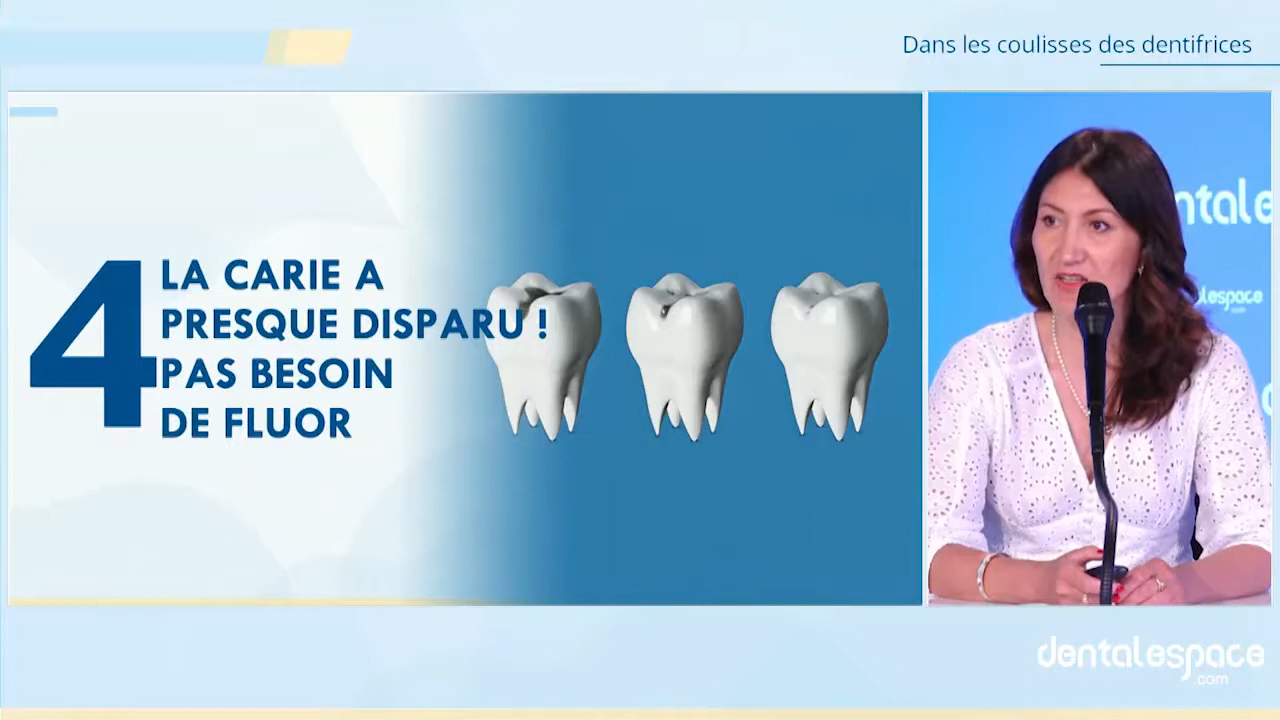 Dans les coulisses des dentifrices
4
LA CARIE A
PRESQUE DISPARU !
PAS BESOIN
DE FLUOR
dentalespace
.com